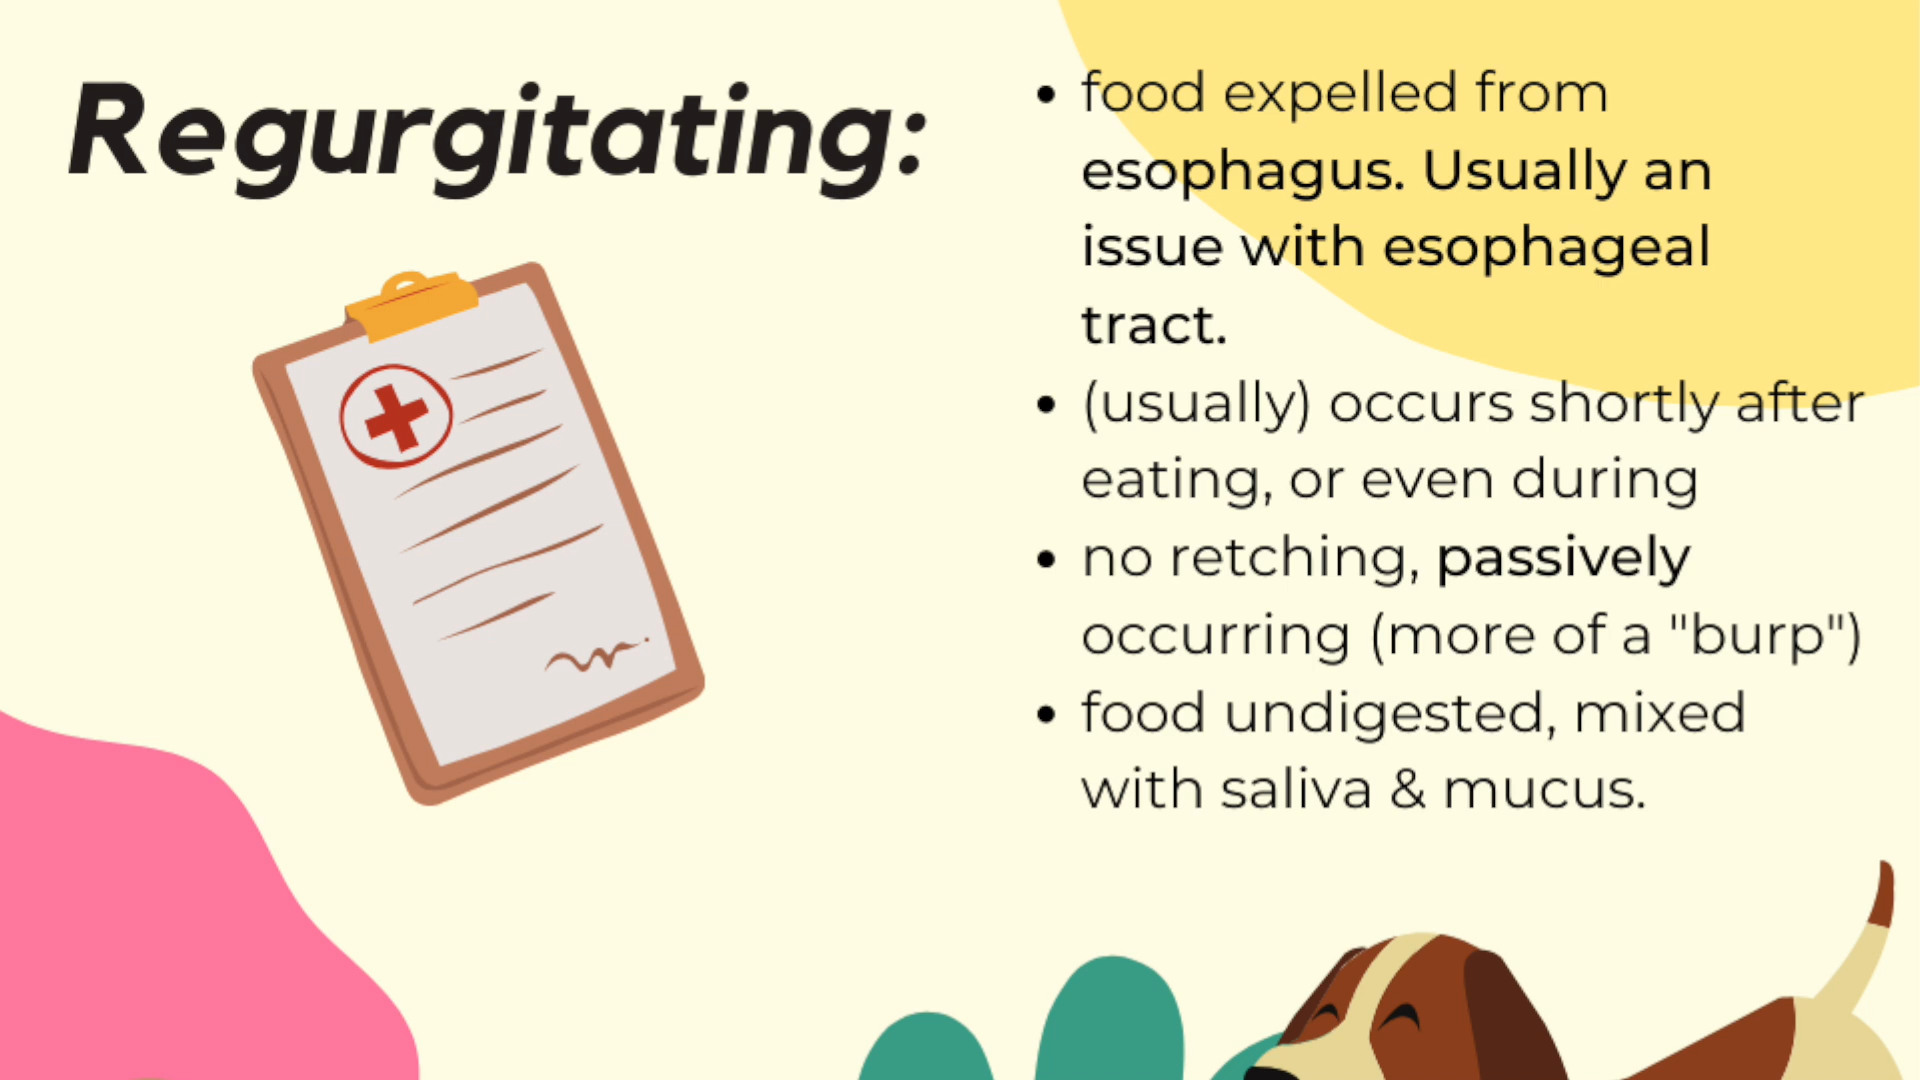 Regurgitating:
• food expelled from
esophagus. Usually an
issue with esophageal
tract.
• (usually) occurs shortly after
eating, or even during
• no retching, passively
occurring (more of a "burp")
• food undigested, mixed
with saliva & mucus.